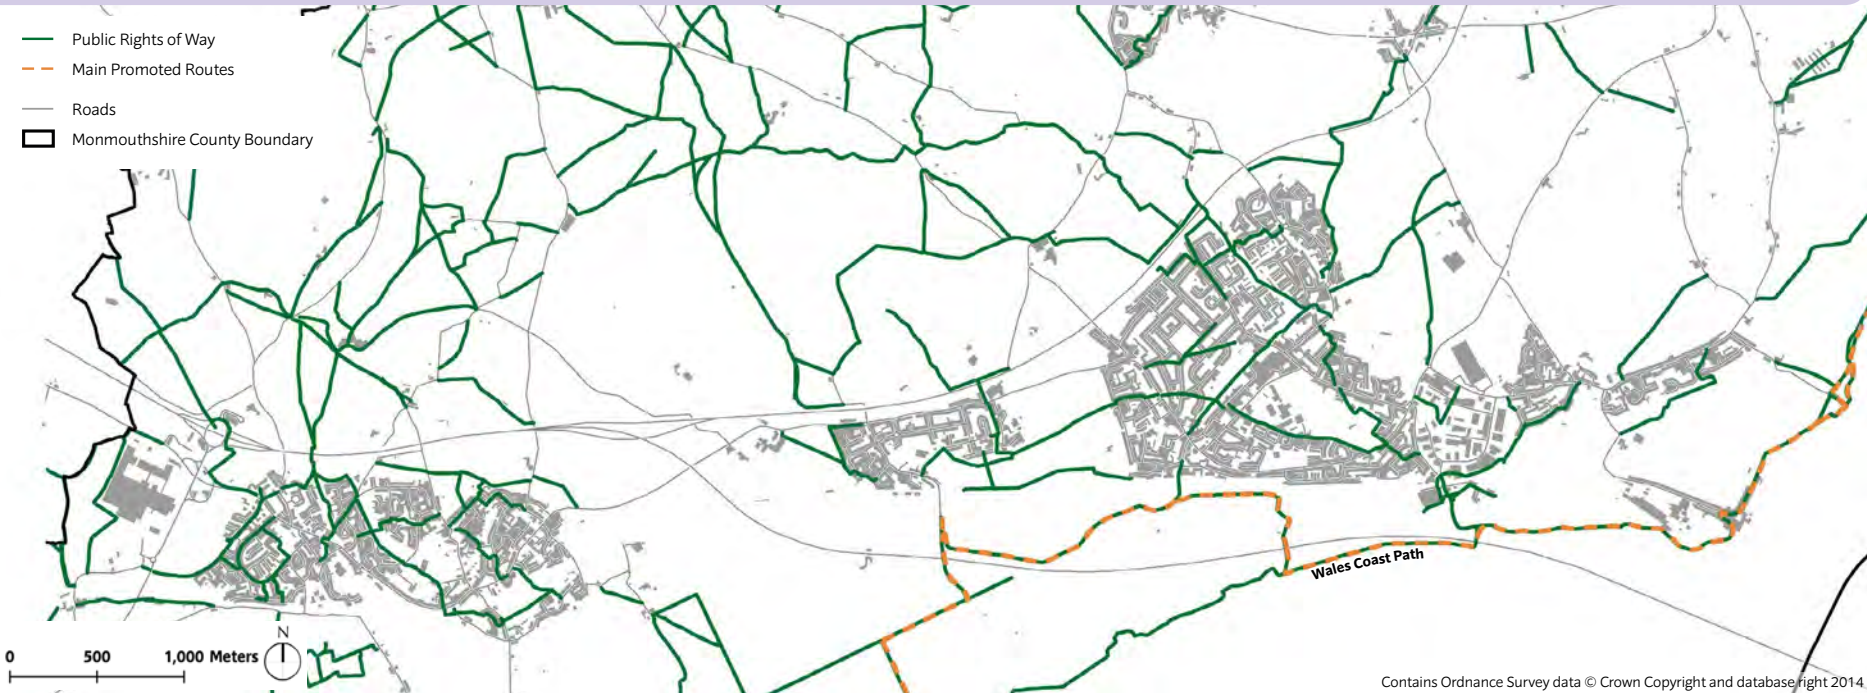 Public Rights of Way
Main Promoted Routes
Roads
Monmouthshire County Boundary
Wales Coast Path
N
0 500 1,000 Meters
Contains Ordnance Survey data © Crown Copyright and database right 2014